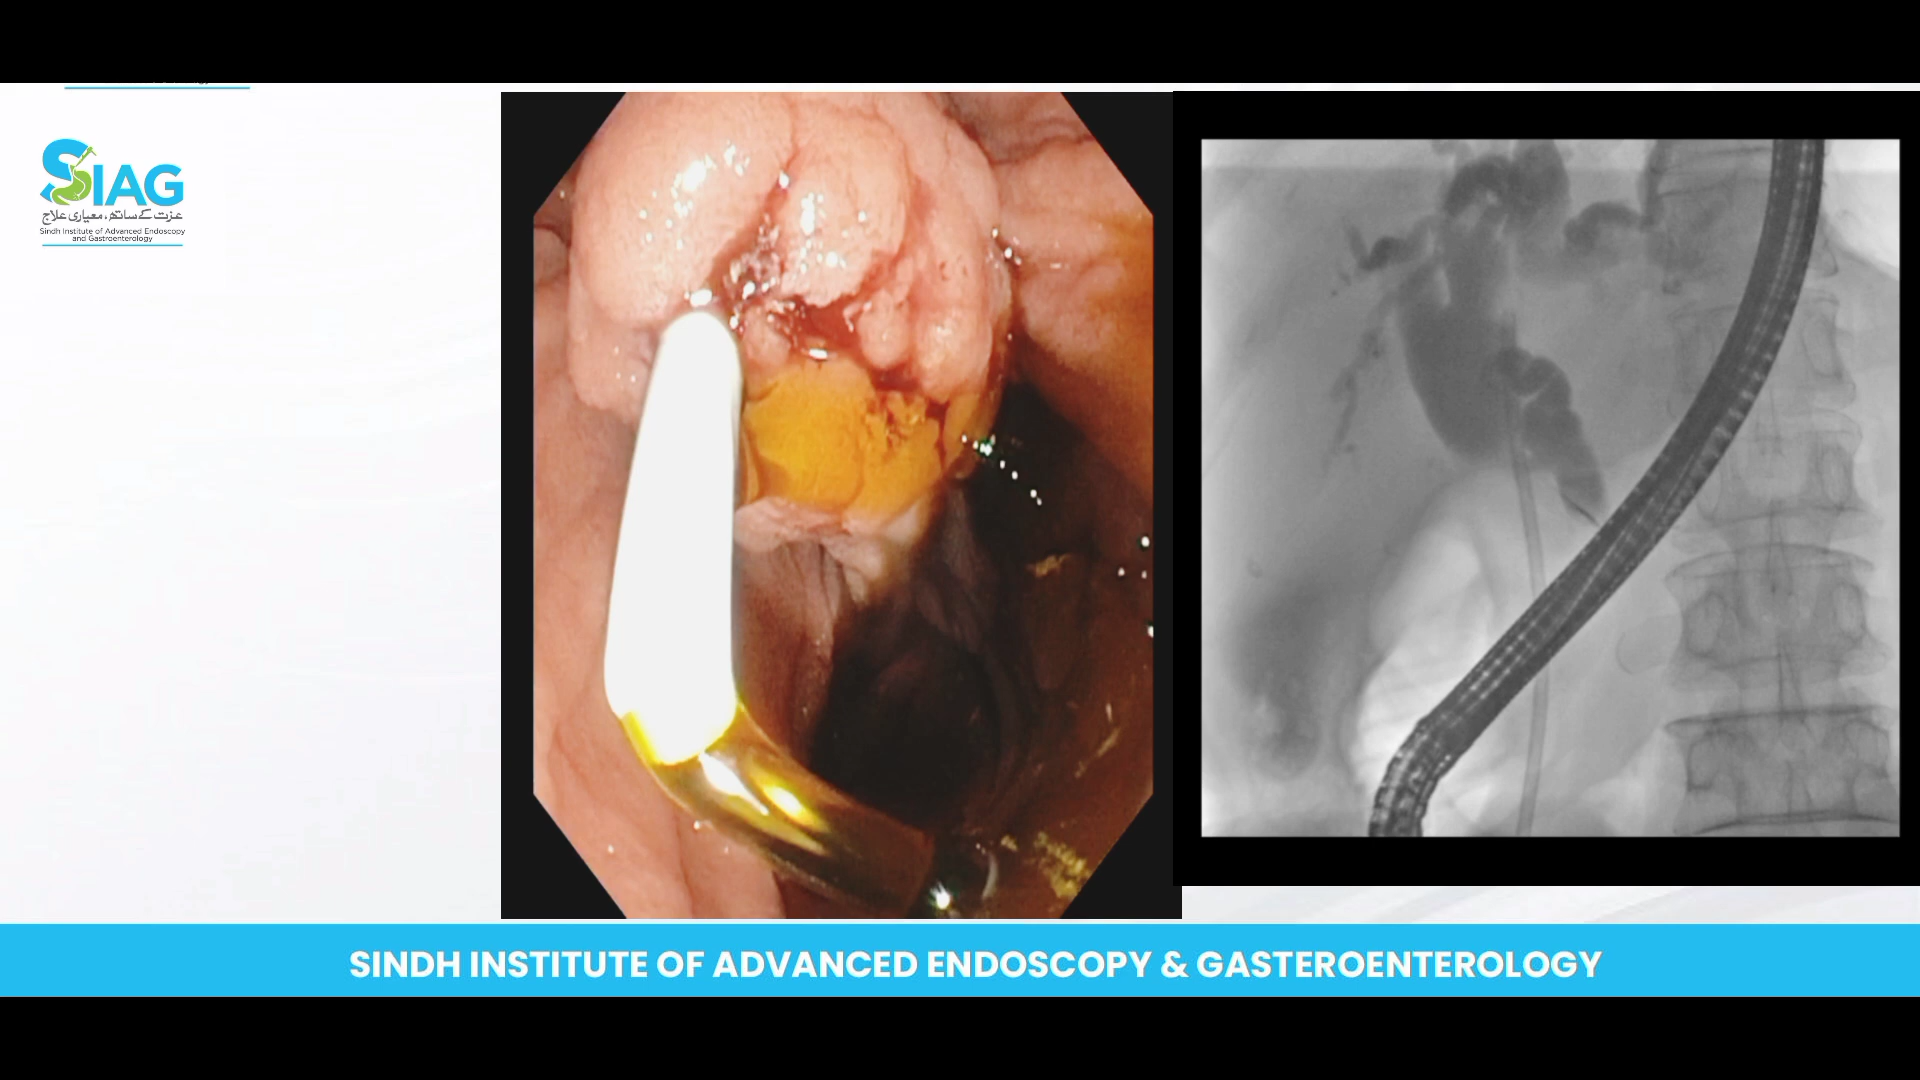 SIAG
عزت کے ساتھ، معیاری علاج
Sindh Institute of Advanced Endoscopy
and Gastroenterology
SINDH INSTITUTE OF ADVANCED ENDOSCOPY & GASTEROENTEROLOGY